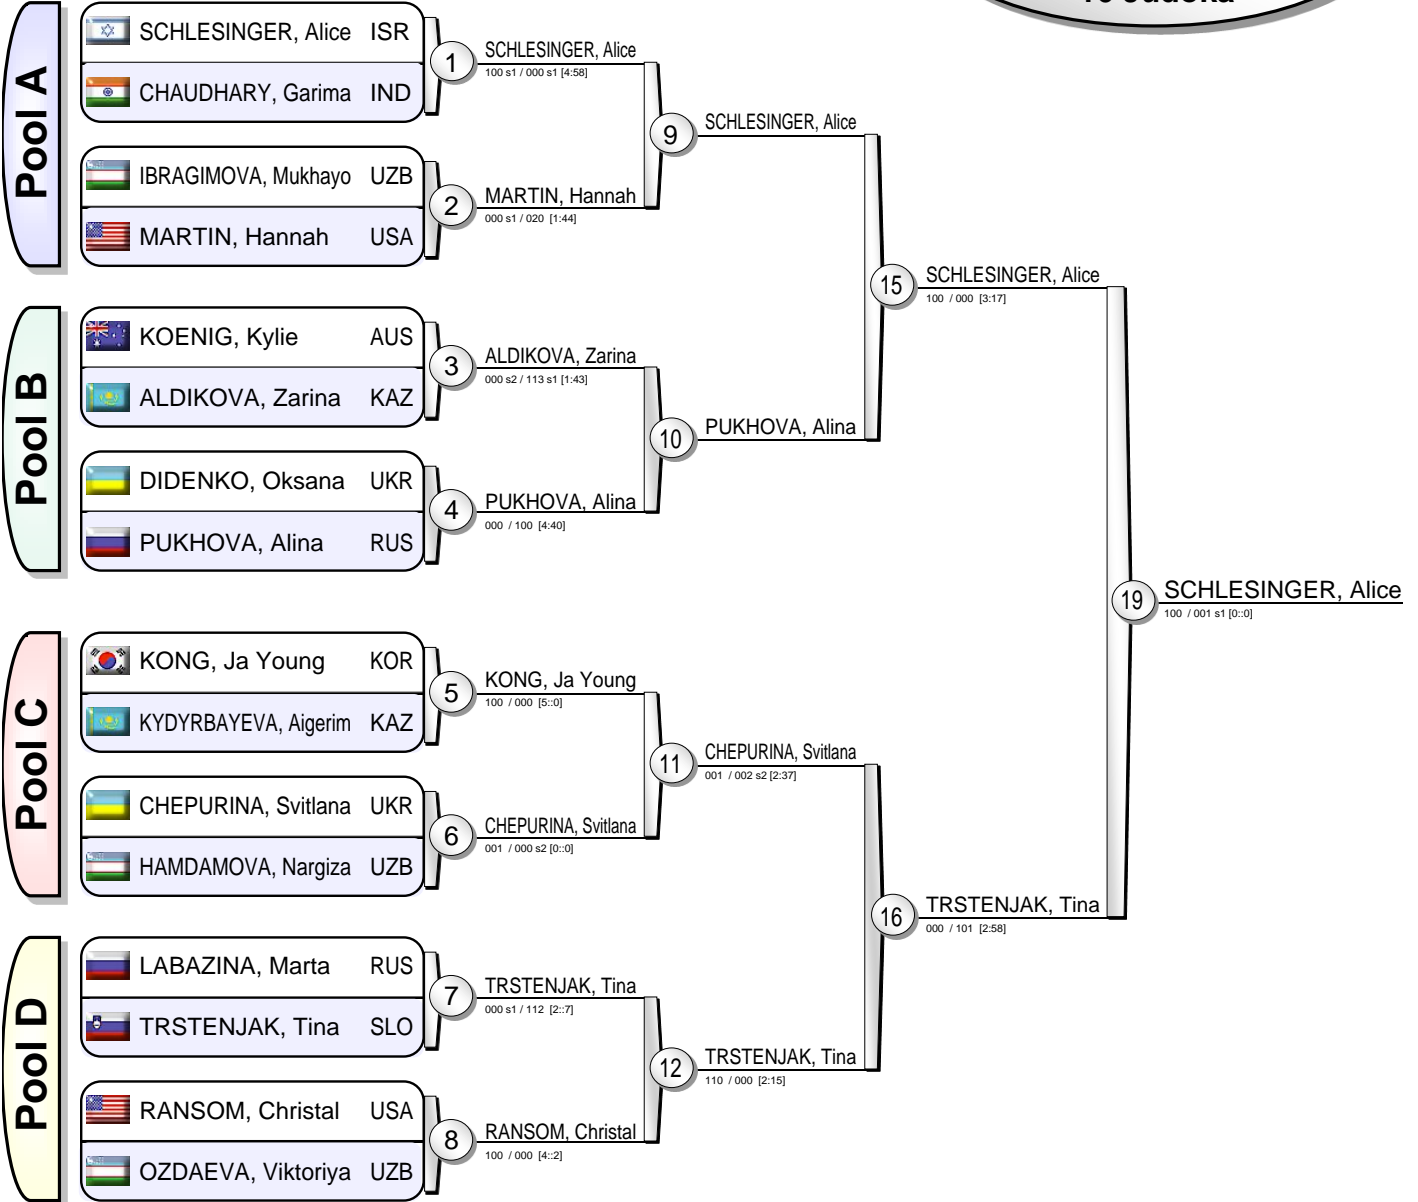 16 Judoka
Pool A
SCHLESINGER, Alice ISR
CHAUDHARY, Garima IND
IBRAGIMOVA, Mukhayo UZB
MARTIN, Hannah USA
1
SCHLESINGER, Alice
100 s1 / 000 s1 [4:58]
2
MARTIN, Hannah
000 s1 / 020 [1:44]
9
SCHLESINGER, Alice
Pool B
KOENIG, Kylie AUS
ALDIKOVA, Zarina KAZ
DIDENKO, Oksana UKR
PUKHOVA, Alina RUS
3
ALDIKOVA, Zarina
000 s2 / 113 s1 [1:43]
4
PUKHOVA, Alina
000 / 100 [4:40]
10
PUKHOVA, Alina
15
SCHLESINGER, Alice
100 / 000 [3:17]
Pool C
KONG, Ja Young KOR
KYDYRBAYEVA, Aigerim KAZ
CHEPURINA, Svitlana UKR
HAMDAMOVA, Nargiza UZB
5
KONG, Ja Young
100 / 000 [5::0]
6
CHEPURINA, Svitlana
001 / 000 s2 [0::0]
11
CHEPURINA, Svitlana
001 / 002 s2 [2:37]
Pool D
LABAZINA, Marta RUS
TRSTENJAK, Tina SLO
RANSOM, Christal USA
OZDAEVA, Viktoriya UZB
7
TRSTENJAK, Tina
000 s1 / 112 [2::7]
8
RANSOM, Christal
100 / 000 [4::2]
12
TRSTENJAK, Tina
110 / 000 [2:15]
16
TRSTENJAK, Tina
000 / 101 [2:58]
19
SCHLESINGER, Alice
100 / 001 s1 [0::0]